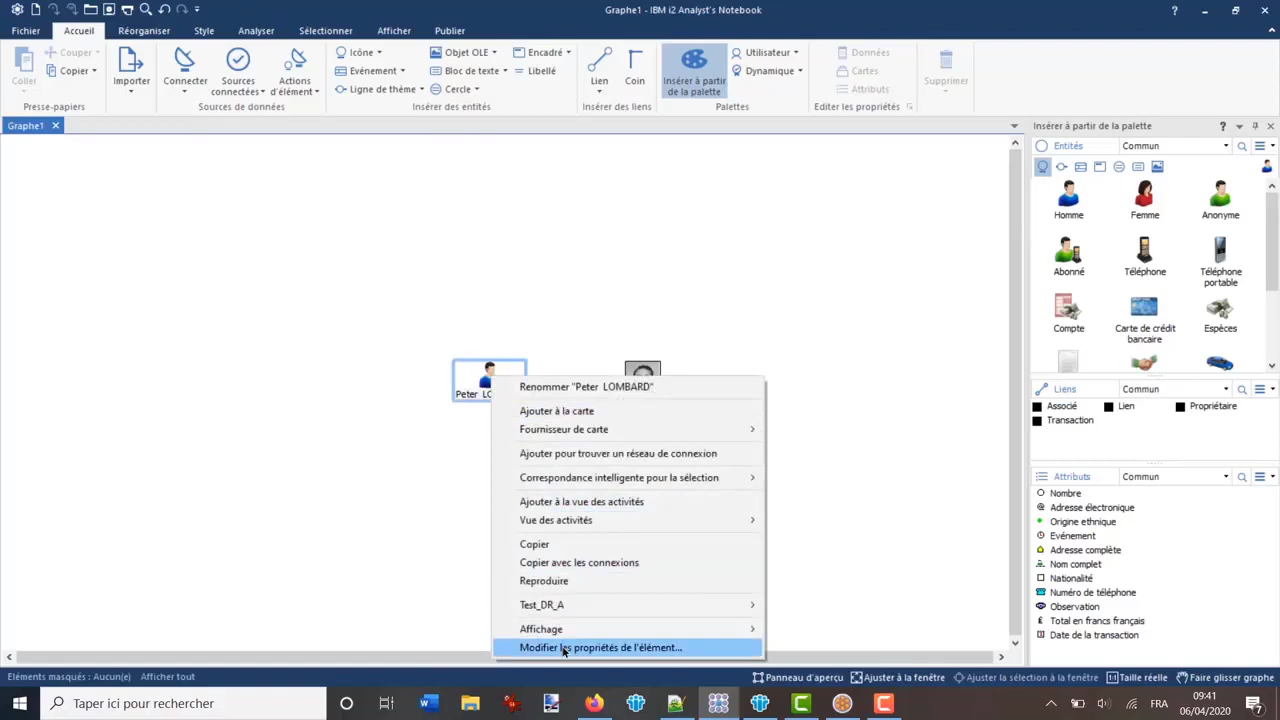 Graphe1 - IBM i2 Analyst's Notebook
Fichier Accueil Réorganiser Style Analyser Sélectionner Afficher Publier
Coller
Couper
Copier
Presse-papiers
Importer
Connecter
Sources connectées
Actions d'élément
Sources de données
Icône
Evénement
Ligne de thème
Objet OLE
Bloc de texte
Cercle
Encadré
Libellé
Insérer des entités
Lien
Coin
Insérer des liens
Insérer à partir de la palette
Utilisateur
Dynamique
Palettes
Données
Cartes
Attributs
Editer les propriétés
Supprimer
Graphe1
Peter LO
Renommer "Peter LOMBARD"
Ajouter à la carte
Fournisseur de carte
Ajouter pour trouver un réseau de connexion
Correspondance intelligente pour la sélection
Ajouter à la vue des activités
Vue des activités
Copier
Copier avec les connexions
Reproduire
Test_DR_A
Affichage
Modifier les propriétés de l'élément...
Insérer à partir de la palette
Entités Commun
Homme Femme Anonyme
Abonné Téléphone Téléphone portable
Compte Carte de crédit bancaire Espèces
Liens Commun
Associé Lien Propriétaire
Transaction
Attributs Commun
Nombre
Adresse électronique
Origine ethnique
Evénement
Adresse complète
Nom complet
Nationalité
Numéro de téléphone
Observation
Total en francs français
Date de la transaction
Eléments masqués: Aucun(e) Afficher tout
Panneau d'aperçu Ajuster à la fenêtre Ajuster la sélection à la fenêtre Taille réelle Faire glisser graphe
Taper ici pour rechercher
FRA
09:41
06/04/2020